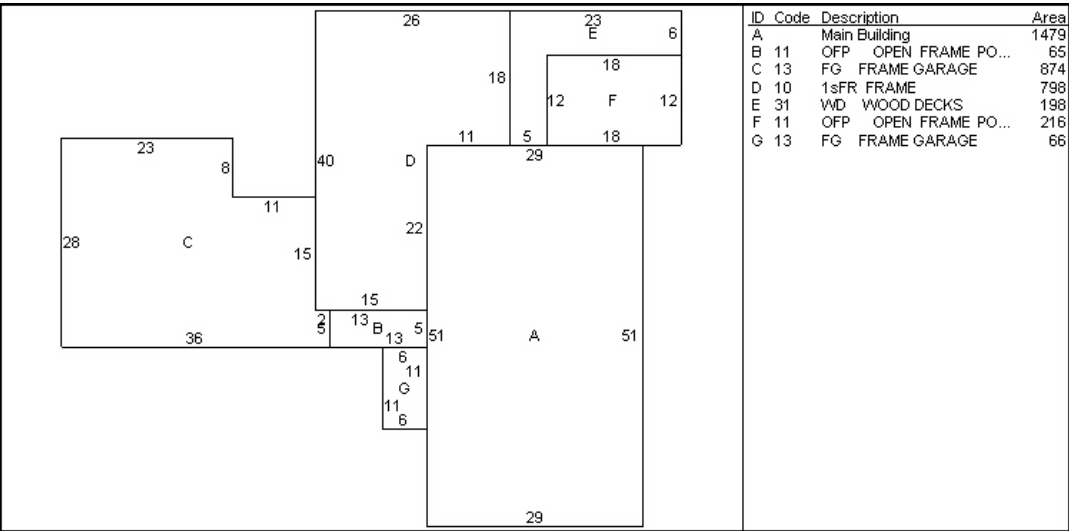 26
23
E
6
18
18
12
F
12
11
5
18
29
23
8
40
D
11
22
28
C
15
15
2
13
B
5
5
13
51
A
51
36
6
11
G
11
6
29
ID Code Description Area
A Main Building 1479
B 11 OFP OPEN FRAME PO... 65
C 13 FG FRAME GARAGE 874
D 10 1sFR FRAME 798
E 31 WD WOOD DECKS 198
F 11 OFP OPEN FRAME PO... 216
G 13 FG FRAME GARAGE 66